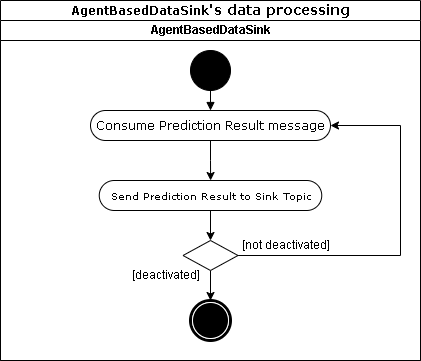 AgentBasedDataSink's data processing
AgentBasedDataSink
Consume Prediction Result message
Send Prediction Result to Sink Topic
[not deactivated]
[deactivated]